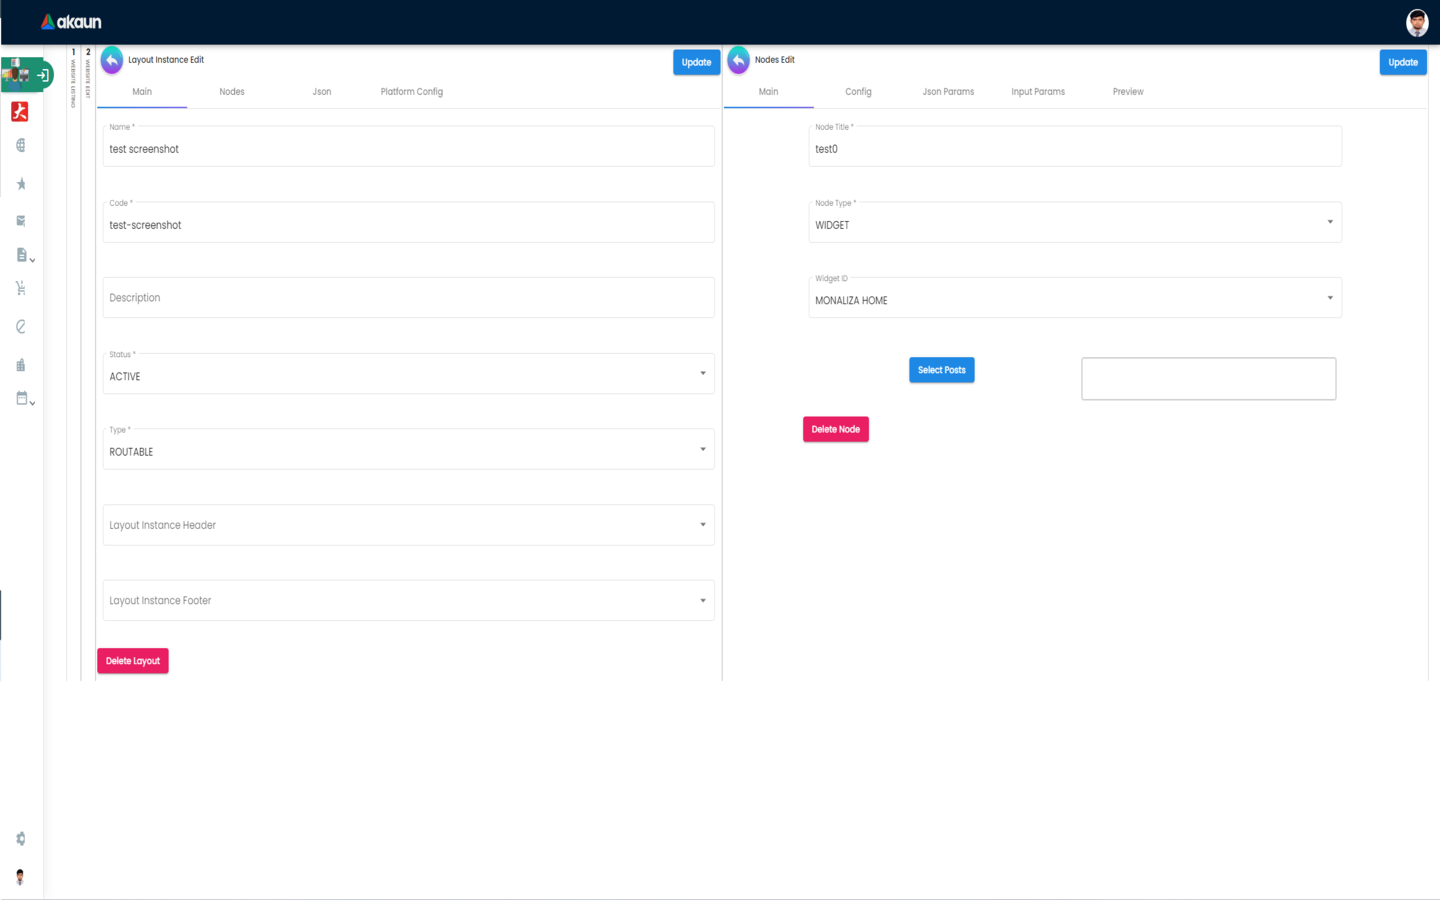 akaun
1
WEBSITE LISTING
2
WEBSITE EDIT
Layout Instance Edit
Update
Main
Nodes
Json
Platform Config
Name *
test screenshot
Code *
test-screenshot
Description
Status *
ACTIVE
Type *
ROUTABLE
Layout Instance Header
Layout Instance Footer
Delete Layout
Nodes Edit
Update
Main
Config
Json Params
Input Params
Preview
Node Title *
test0
Node Type *
WIDGET
Widget ID
MONALIZA HOME
Select Posts
Delete Node